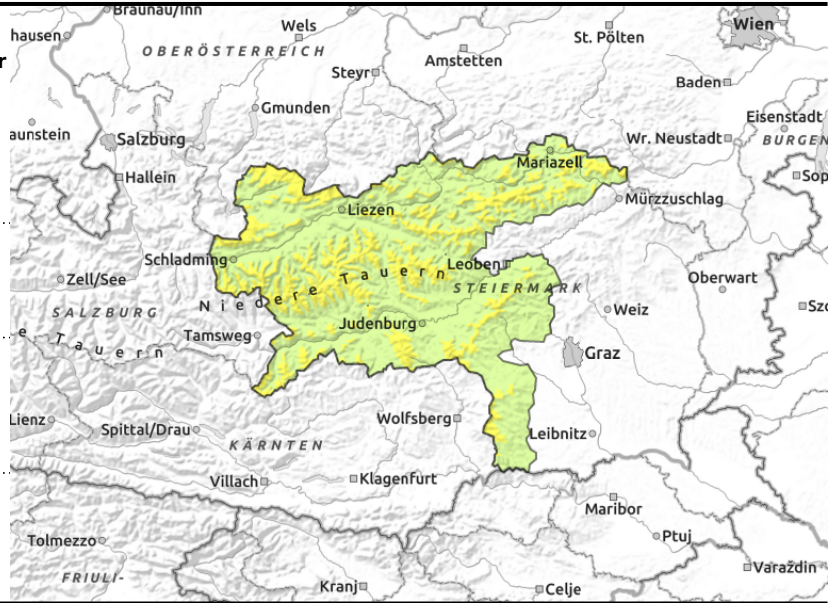 Braunau/Inn
hausen
Wels
OBERÖSTERREICH
St. Pölten
Wien
r
Steyr
Amstetten
Baden
Gmunden
Eisenstadt
aunstein
Salzburg
Wr. Neustadt
BURGEN
Mariazell
Hallein
Sop
Mürzzuschlag
Liezen
Schladming
Leoben
Zell/See
Niedere Tauern
STEIERMARK
Oberwart
SALZBURG
Weiz
Szo
Tamsweg
Judenburg
e Tauern
Graz
Lienz
Spittal/Drau
Wolfsberg
Leibnitz
KÄRNTEN
Villach
Klagenfurt
Maribor
Tolmezzo
Ptuj
Varaždin
FRIULI-
Kranj
Celje